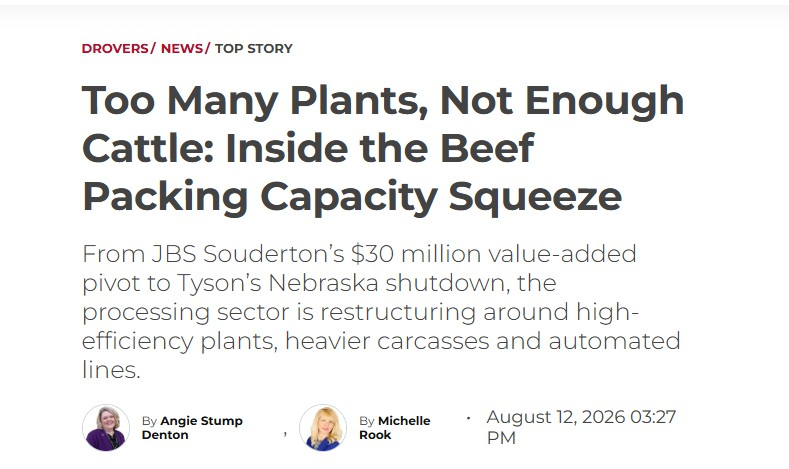 DROVERS/ NEWS/ TOP STORY
Too Many Plants, Not Enough
Cattle: Inside the Beef
Packing Capacity Squeeze
From JBS Souderton’s $30 million value-added
pivot to Tyson’s Nebraska shutdown, the
processing sector is restructuring around high-
efficiency plants, heavier carcasses and automated
lines.
By Angie Stump
Denton
,
By Michelle
Rook
· August 12, 2026 03:27
PM